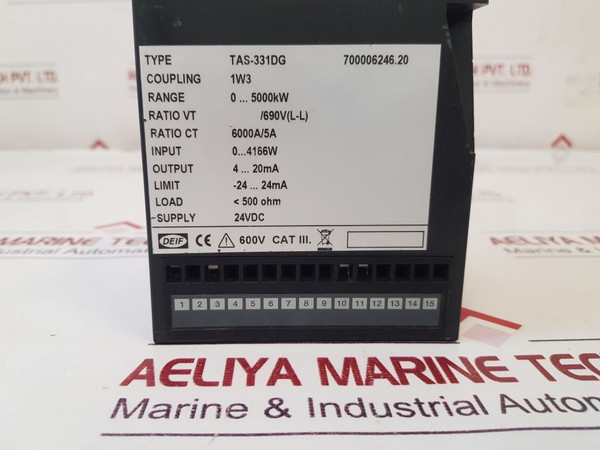 TYPE TAS-331DG 700006246.20
COUPLING 1W3
RANGE 0 ... 5000kW
RATIO VT /690V(L-L)
RATIO CT 6000A/5A
INPUT 0...4166W
OUTPUT 4 ... 20mA
LIMIT -24 ... 24mA
LOAD < 500 ohm
SUPPLY 24VDC
DEIF CE 600V CAT III.
1 2 3 4 5 6 7 8 9 10 11 12 13 14 15
AELIYA MARINE TEC
Marine & Industrial Automat